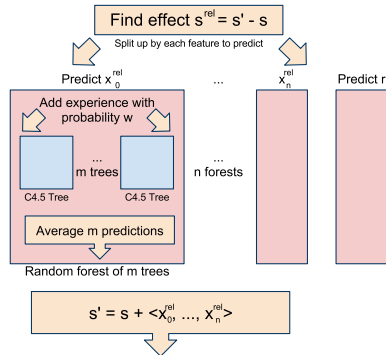 Find effect s^rel = s' - s
Split up by each feature to predict
Predict x_0^rel
...
x_n^rel
Predict r
Add experience with
probability w
...
m trees
C4.5 Tree
C4.5 Tree
...
n forests
Average m predictions
Random forest of m trees
s' = s + <x_0^rel, ..., x_n^rel>